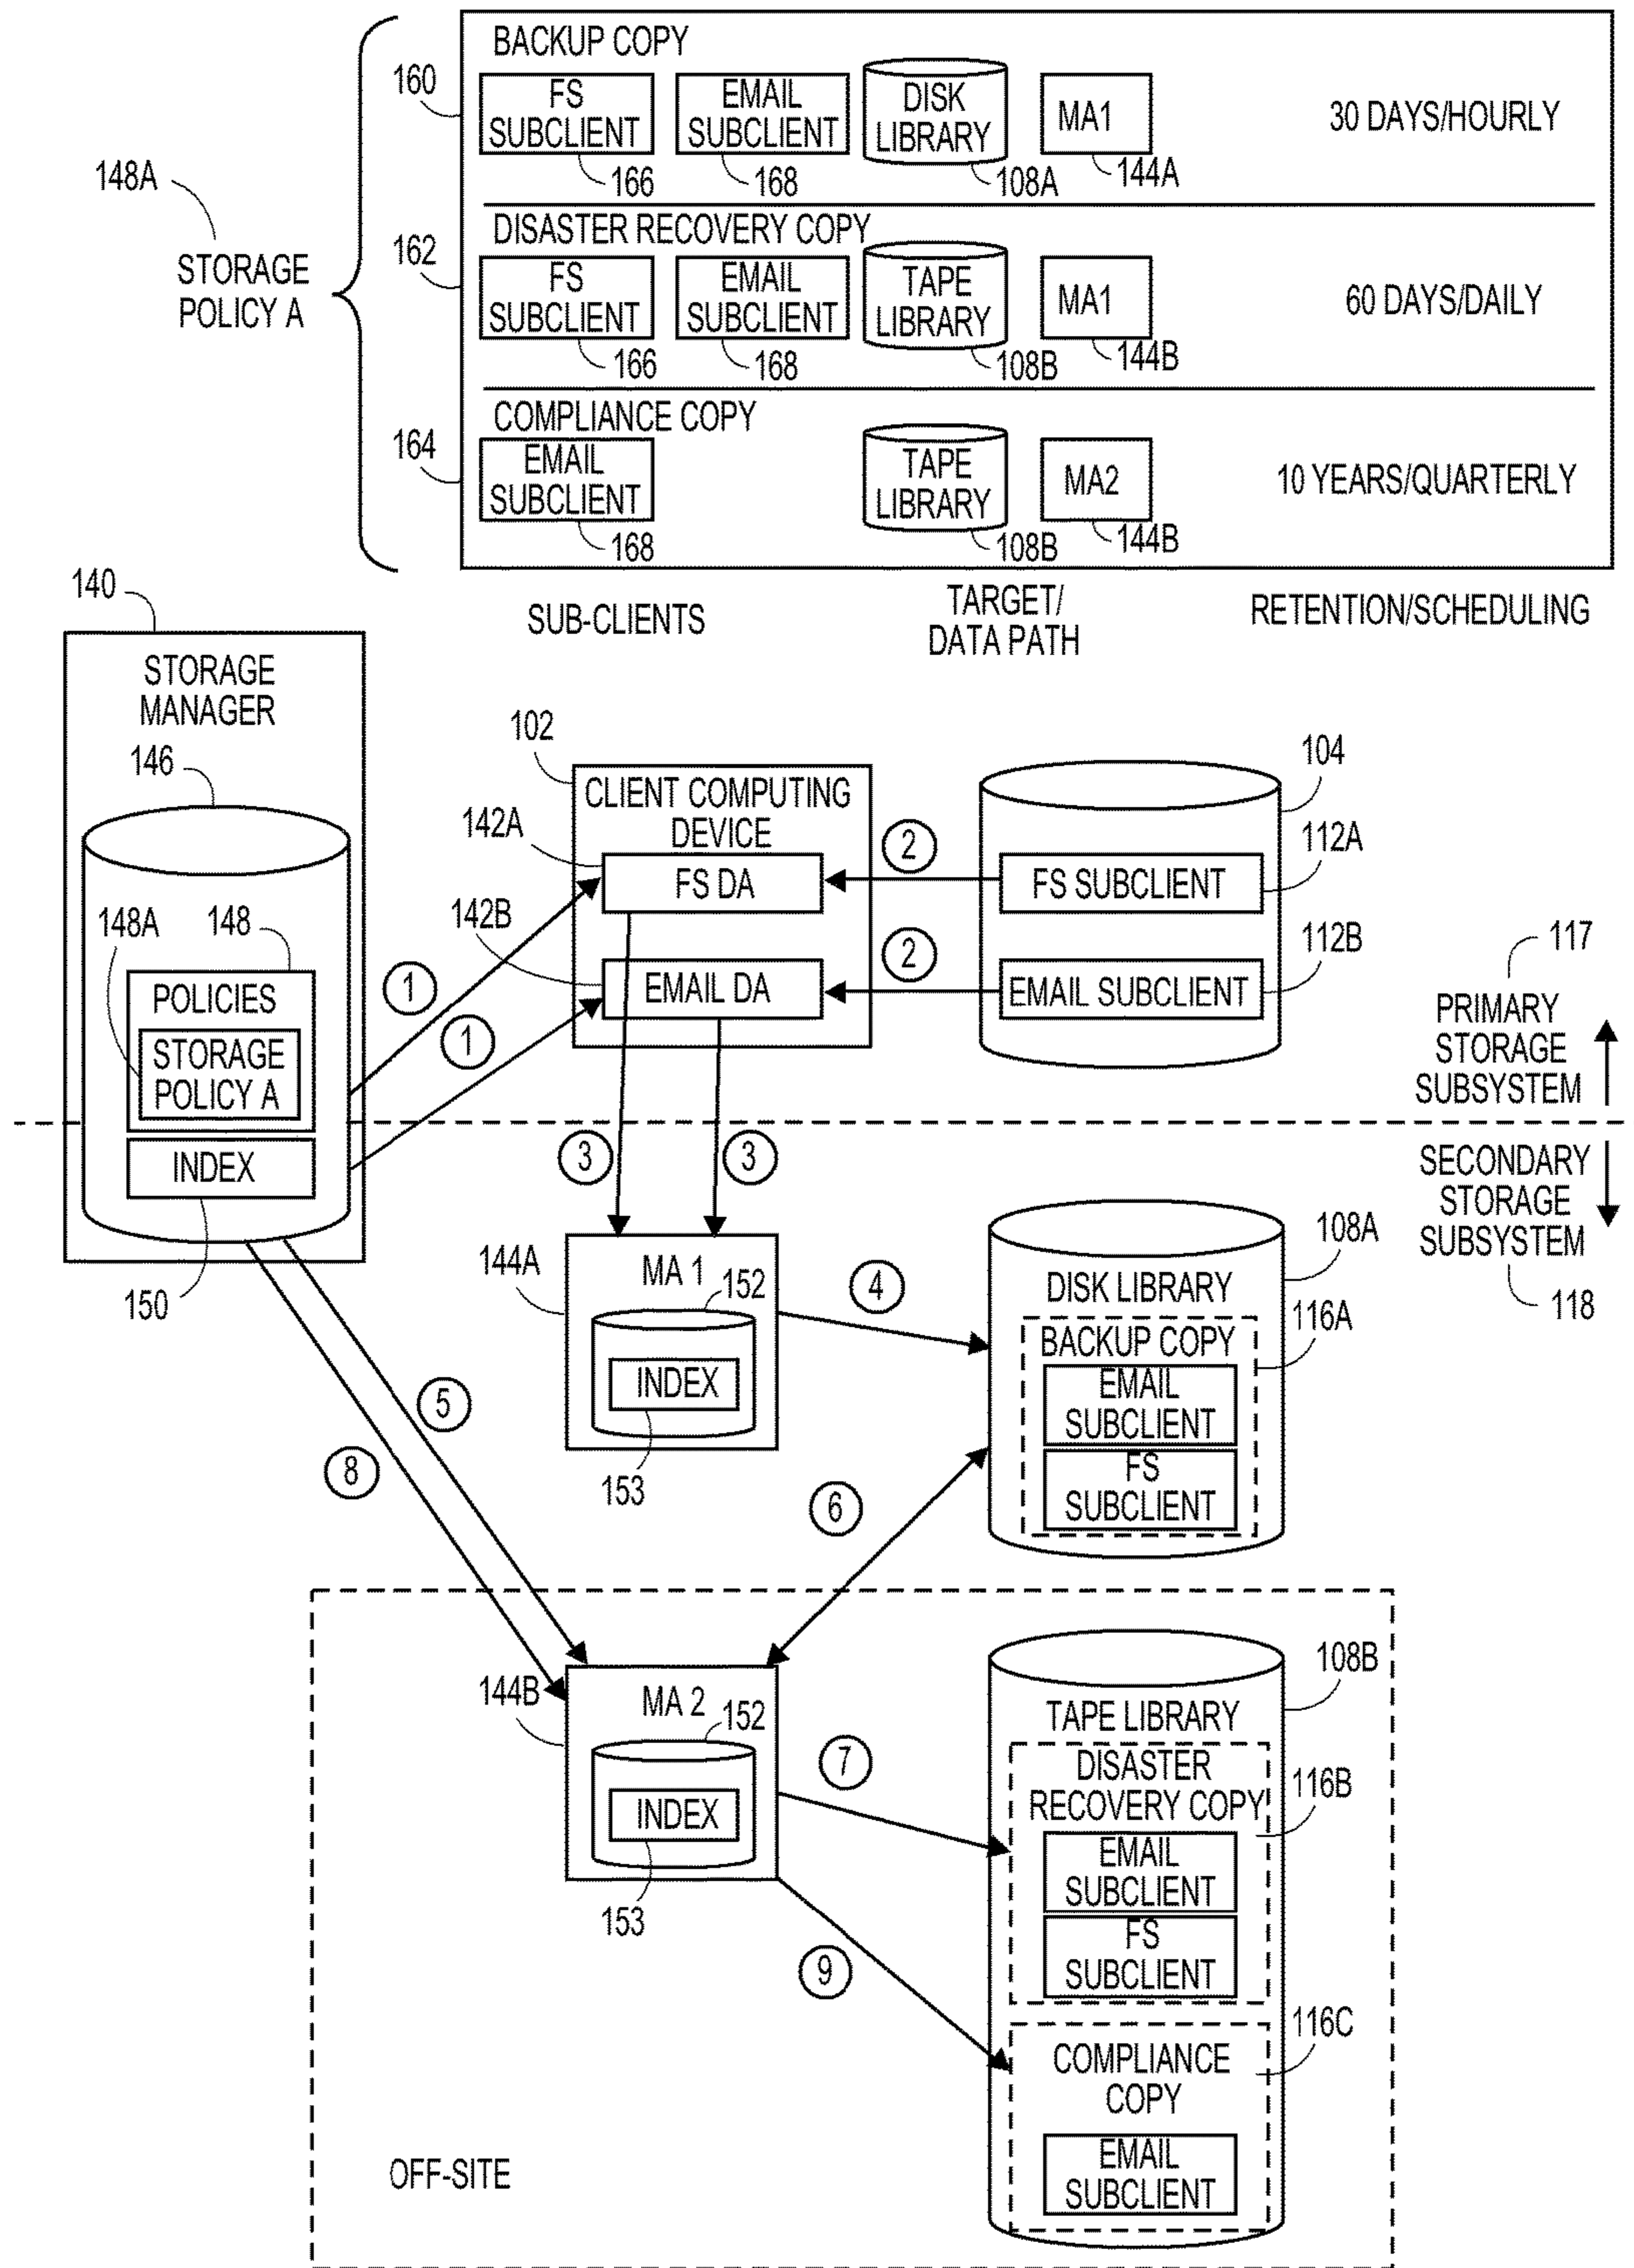 BACKUP COPY
160
FS
SUBCLIENT
166
EMAIL
SUBCLIENT
168
DISK
LIBRARY
108A
MA1
144A
30 DAYS/HOURLY
148A
STORAGE
POLICY A
DISASTER RECOVERY COPY
162
FS
SUBCLIENT
166
EMAIL
SUBCLIENT
168
TAPE
LIBRARY
108B
MA1
144B
60 DAYS/DAILY
COMPLIANCE COPY
164
EMAIL
SUBCLIENT
168
TAPE
LIBRARY
108B
MA2
144B
10 YEARS/QUARTERLY
SUB-CLIENTS
TARGET/
DATA PATH
RETENTION/SCHEDULING
140
STORAGE
MANAGER
146
148A
148
POLICIES
STORAGE
POLICY A
INDEX
150
102
CLIENT COMPUTING
DEVICE
142A
FS DA
142B
EMAIL DA
1
1
2
2
104
112A
FS SUBCLIENT
112B
EMAIL SUBCLIENT
117
PRIMARY
STORAGE
SUBSYSTEM
SECONDARY
STORAGE
SUBSYSTEM
118
3
3
144A
MA 1
152
INDEX
153
4
108A
DISK LIBRARY
116A
BACKUP COPY
EMAIL
SUBCLIENT
FS
SUBCLIENT
5
8
6
144B
MA 2
152
INDEX
153
7
9
108B
TAPE LIBRARY
DISASTER
RECOVERY COPY
116B
EMAIL
SUBCLIENT
FS
SUBCLIENT
116C
COMPLIANCE
COPY
EMAIL
SUBCLIENT
OFF-SITE